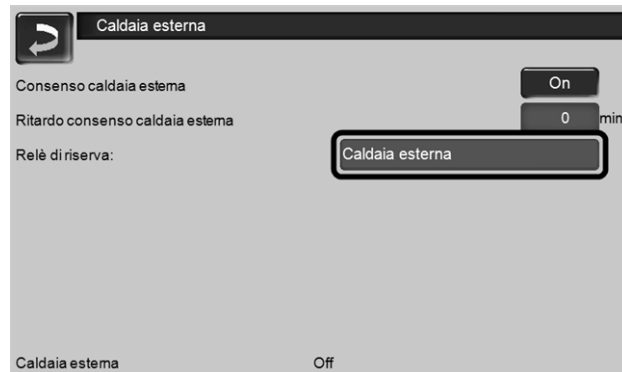 Caldaia esterna
Consenso caldaia esterna On
Ritardo consenso caldaia esterna 0 min
Relè di riserva: Caldaia esterna
Caldaia esterna Off